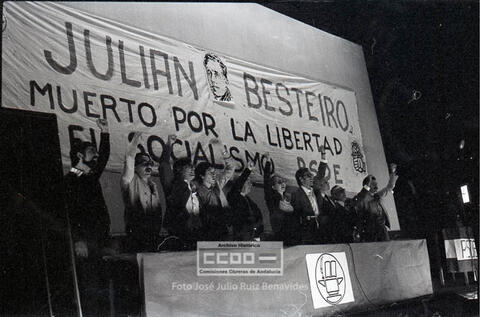 JULIAN BESTEIRO
MUERTO POR LA LIBERTAD
EL SOCIALISMO PSOE
Archivo Histórico
CCOO
Comisiones Obreras de Andalucía
Foto José Julio Ruiz Benavides